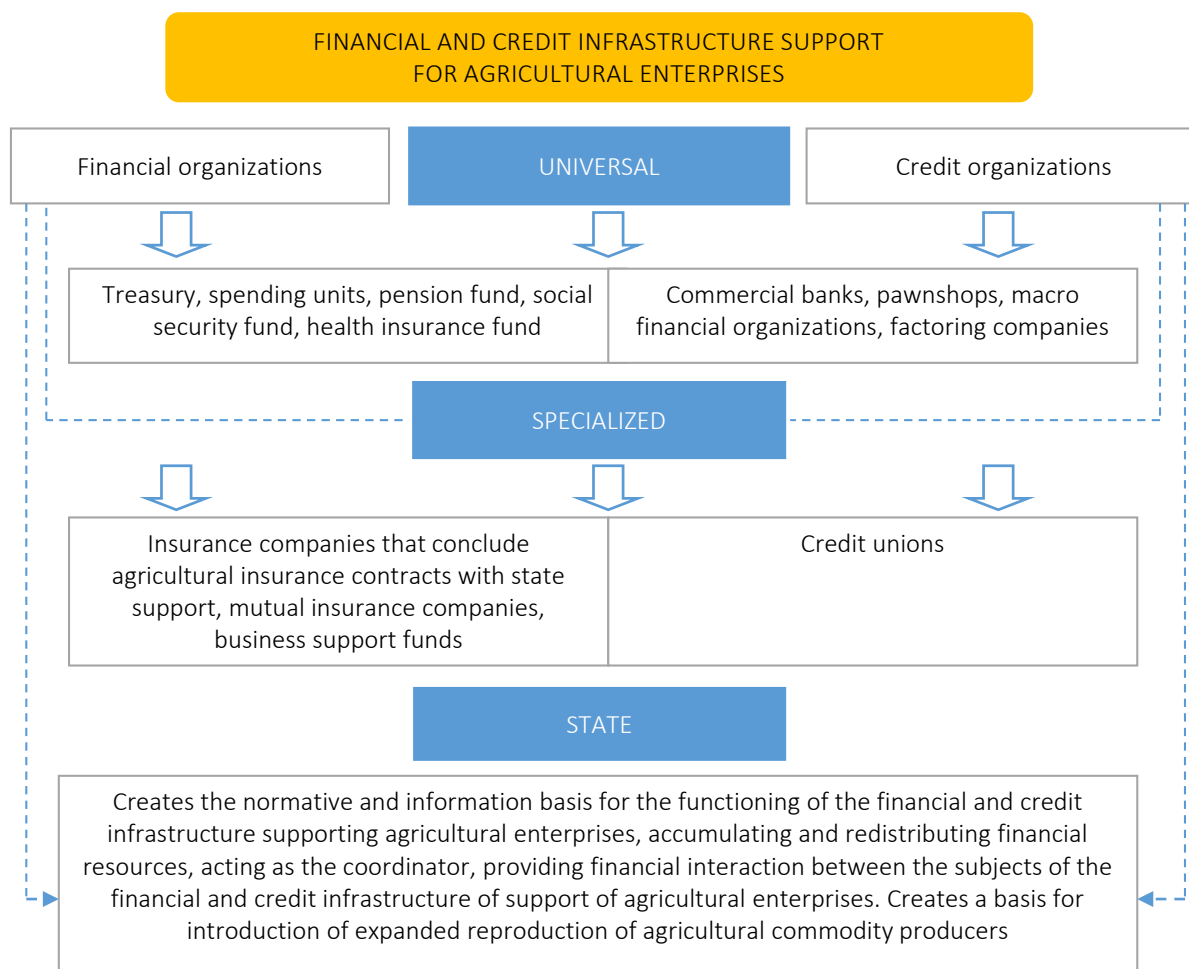 FINANCIAL AND CREDIT INFRASTRUCTURE SUPPORT
FOR AGRICULTURAL ENTERPRISES
Financial organizations
UNIVERSAL
Credit organizations
Treasury, spending units, pension fund, social
security fund, health insurance fund
Commercial banks, pawnshops, macro
financial organizations, factoring companies
SPECIALIZED
Insurance companies that conclude
agricultural insurance contracts with state
support, mutual insurance companies,
business support funds
Credit unions
STATE
Creates the normative and information basis for the functioning of the financial and credit
infrastructure supporting agricultural enterprises, accumulating and redistributing financial
resources, acting as the coordinator, providing financial interaction between the subjects of the
financial and credit infrastructure of support of agricultural enterprises. Creates a basis for
introduction of expanded reproduction of agricultural commodity producers